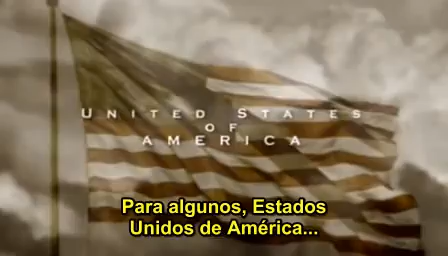 UNITED STATES
OF
AMERICA
Para algunos, Estados
Unidos de América...